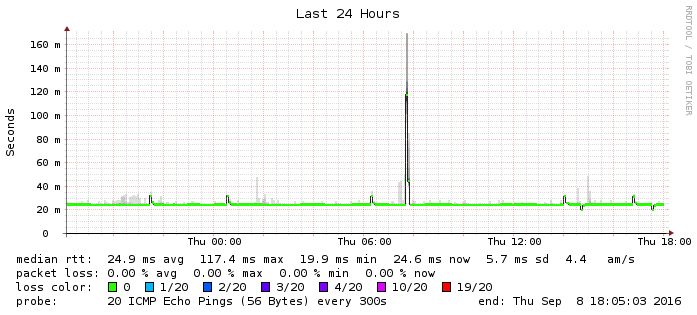 Last 24 Hours
RRDTOOL / TOBI OETIKER
Seconds
160 m
140 m
120 m
100 m
80 m
60 m
40 m
20 m
0
Thu 00:00 Thu 06:00 Thu 12:00 Thu 18:00
median rtt: 24.9 ms avg 117.4 ms max 19.9 ms min 24.6 ms now 5.7 ms sd 4.4 am/s
packet loss: 0.00 % avg 0.00 % max 0.00 % min 0.00 % now
loss color: 0 1/20 2/20 3/20 4/20 10/20 19/20
probe: 20 ICMP Echo Pings (56 Bytes) every 300s end: Thu Sep 8 18:05:03 2016